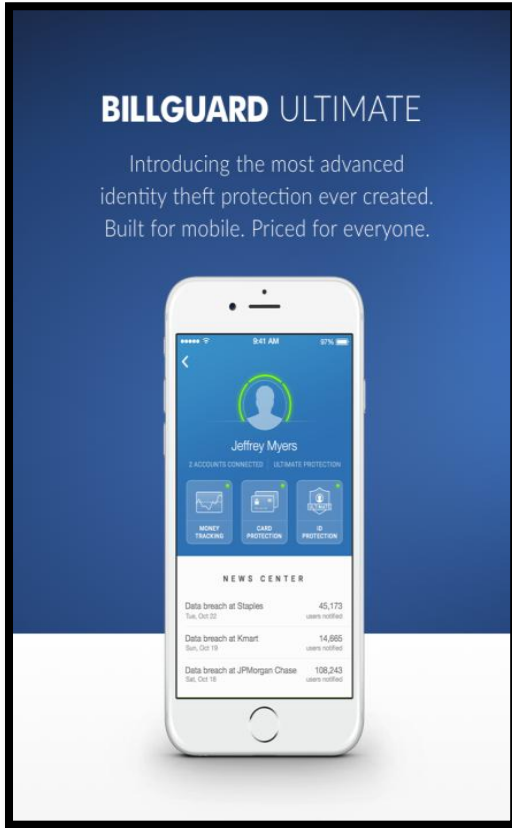 BILLGUARD ULTIMATE
Introducing the most advanced
identity theft protection ever created.
Built for mobile. Priced for everyone.
9:41 AM 87%
Jeffrey Myers
2 ACCOUNTS CONNECTED | ULTIMATE PROTECTION
MONEY TRACKING
CARD PROTECTION
ID PROTECTION
NEWS CENTER
Data breach at Staples 45,173
Tue, Oct 22 users notified
Data breach at Kmart 14,665
Sun, Oct 19 users notified
Data breach at JPMorgan Chase 108,243
Sat, Oct 18 users notified